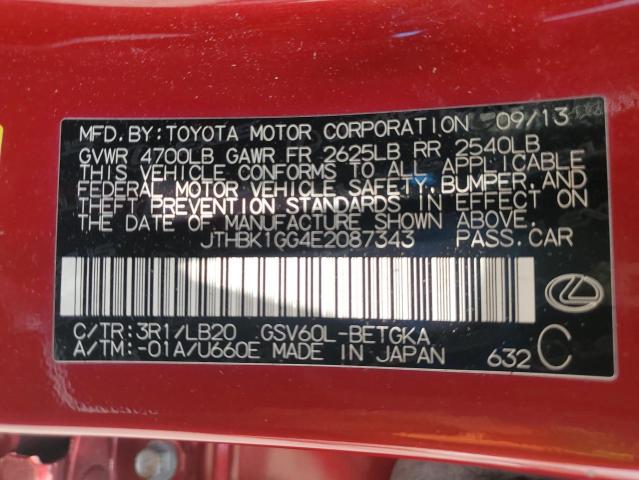 MFD. BY: TOYOTA MOTOR CORPORATION 09/13
GVWR 4700LB GAWR FR 2625LB RR 2540LB
THIS VEHICLE CONFORMS TO ALL APPLICABLE
FEDERAL MOTOR VEHICLE SAFETY, BUMPER, AND
THEFT PREVENTION STANDARDS IN EFFECT ON
THE DATE OF MANUFACTURE SHOWN ABOVE.
JTHBK1GG4E2087343 PASS. CAR
C/TR: 3R1/LB20 GSV60L-BETGKA
A/TM: -01A/U660E MADE IN JAPAN 632 C